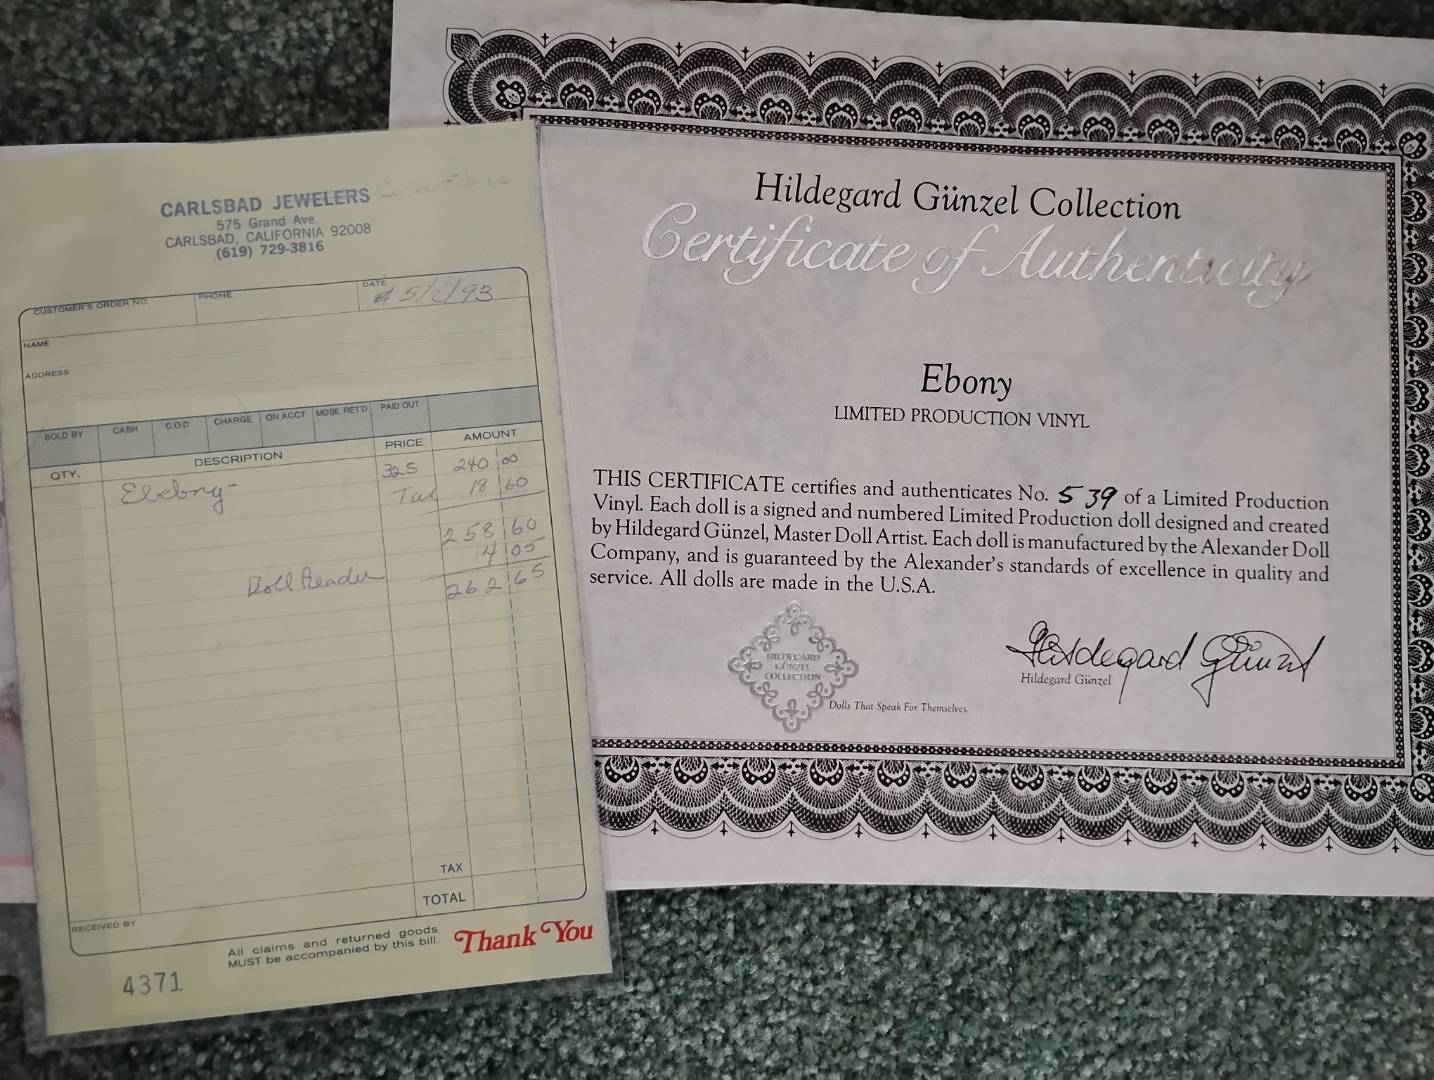 CARLSBAD JEWELERS
575 Grand Ave.
CARLSBAD, CALIFORNIA 92008
(619) 729-3816
CUSTOMER'S ORDER NO. PHONE DATE
5/2/93
NAME
ADDRESS
SOLD BY CASH C.O.D CHARGE ON ACCT. MDSE. RET'D PAID OUT
QTY. DESCRIPTION PRICE AMOUNT
Ebebony- 325 240 00
Tax 18 60
258 60
4 05
Doll Reader 262 65
TAX
TOTAL
RECEIVED BY
All claims and returned goods
MUST be accompanied by this bill.
Thank You
4371
Hildegard Günzel Collection
Certificate of Authenticity
Ebony
LIMITED PRODUCTION VINYL
THIS CERTIFICATE certifies and authenticates No. 539 of a Limited Production
Vinyl. Each doll is a signed and numbered Limited Production doll designed and created
by Hildegard Günzel, Master Doll Artist. Each doll is manufactured by the Alexander Doll
Company, and is guaranteed by the Alexander's standards of excellence in quality and
service. All dolls are made in the U.S.A.
HILDEGARD
GÜNZEL
COLLECTION
Dolls That Speak For Themselves.
Hildegard Günzel
Hildegard Günzel